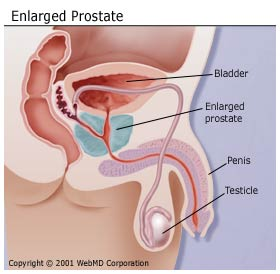 Enlarged Prostate
Bladder
Enlarged
prostate
Penis
Testicle
Copyright © 2001 WebMD Corporation